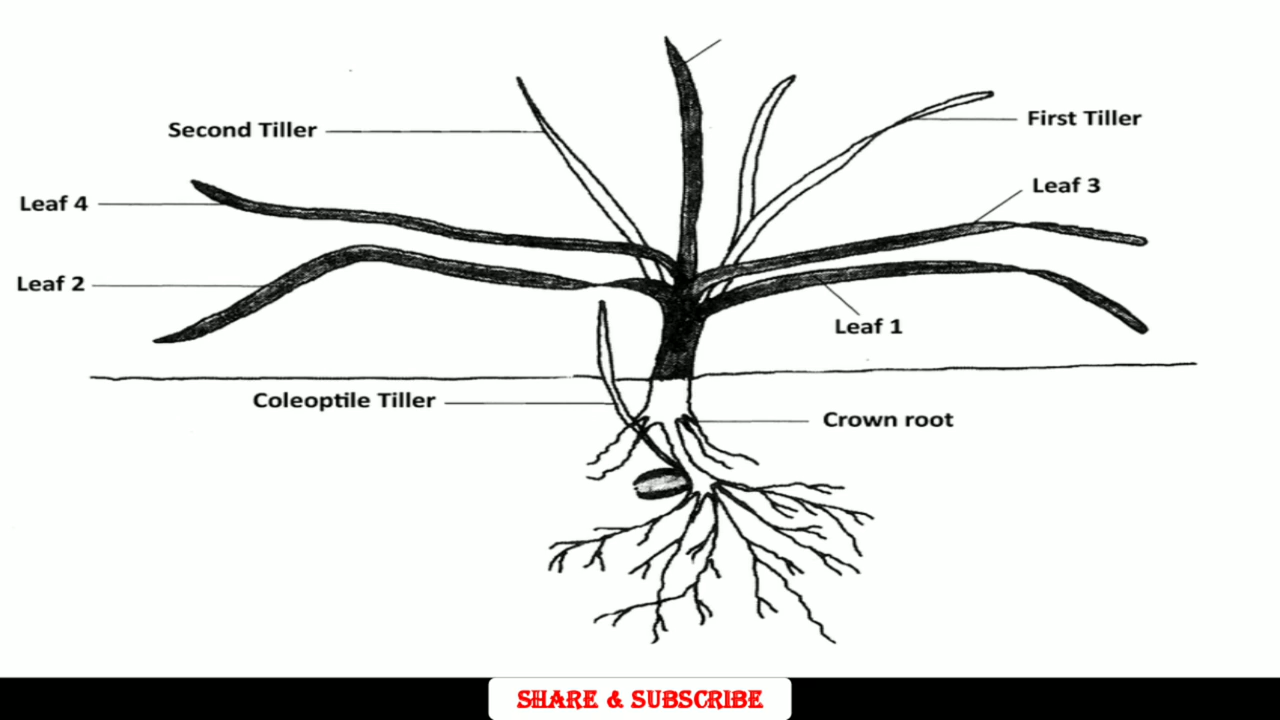 Second Tiller
First Tiller
Leaf 3
Leaf 4
Leaf 2
Leaf 1
Coleoptile Tiller
Crown root
SHARE & SUBSCRIBE